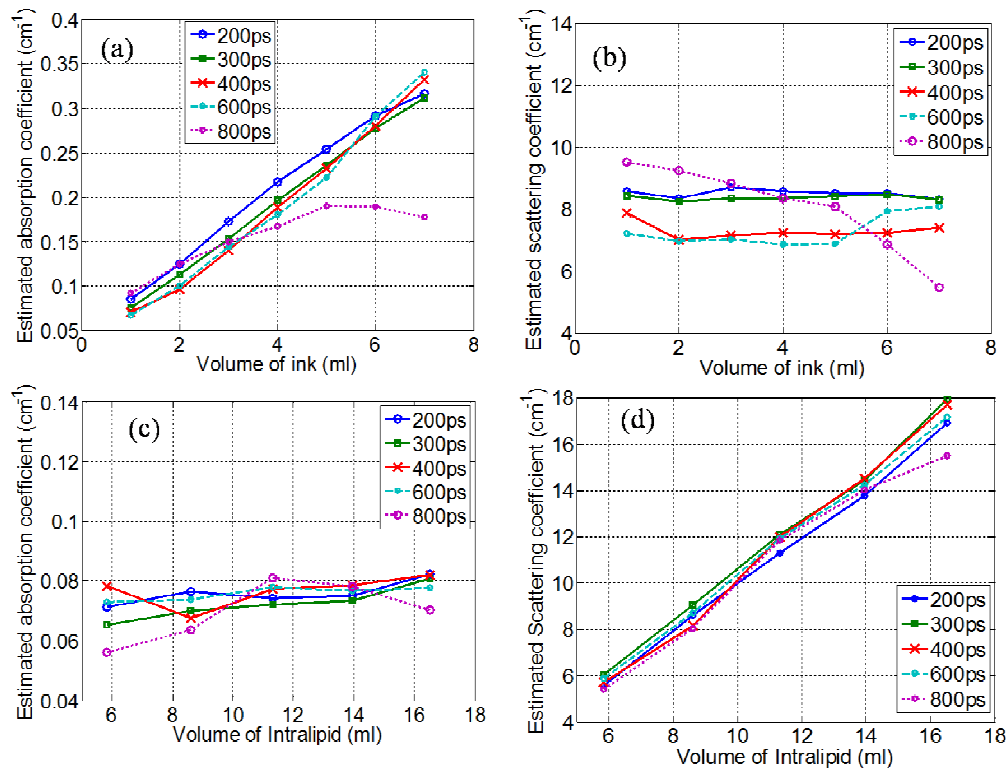 (a)
200ps
300ps
400ps
600ps
800ps
Estimated absorption coefficient (cm-1)
0.4
0.35
0.3
0.25
0.2
0.15
0.1
0.05
0 2 4 6 8
Volume of ink (ml)
(b)
200ps
300ps
400ps
600ps
800ps
Estimated scattering coefficient (cm-1)
14
12
10
8
6
4
0 2 4 6 8
Volume of ink (ml)
(c)
200ps
300ps
400ps
600ps
800ps
Estimated absorption coefficient (cm-1)
0.14
0.12
0.1
0.08
0.06
0.04
6 8 10 12 14 16 18
Volume of Intralipid (ml)
(d)
200ps
300ps
400ps
600ps
800ps
Estimated Scattering coefficient (cm-1)
18
16
14
12
10
8
6
4
6 8 10 12 14 16 18
Volume of Intralipid (ml)